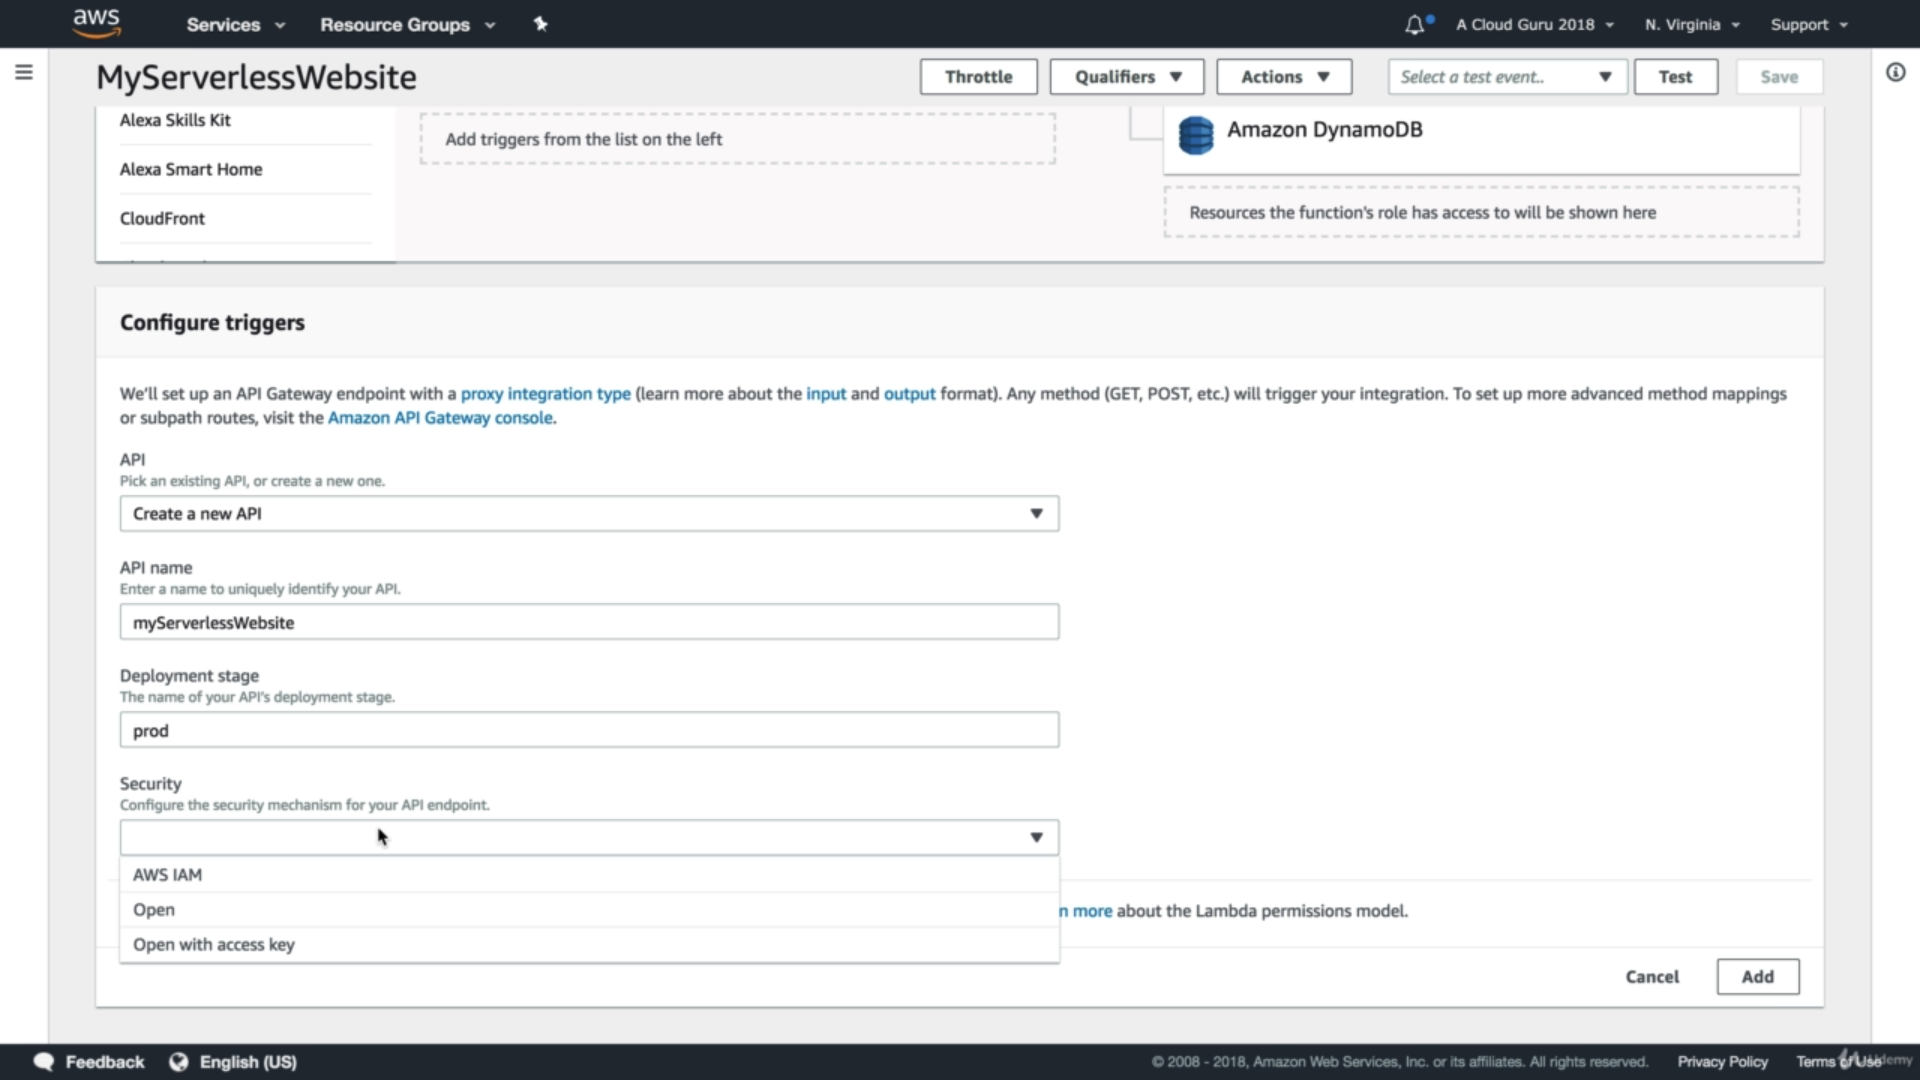 aws Services Resource Groups A Cloud Guru 2018 N. Virginia Support
MyServerlessWebsite Throttle Qualifiers Actions Select a test event.. Test Save
Alexa Skills Kit
Alexa Smart Home
CloudFront
Add triggers from the list on the left
Amazon DynamoDB
Resources the function's role has access to will be shown here
Configure triggers
We'll set up an API Gateway endpoint with a proxy integration type (learn more about the input and output format). Any method (GET, POST, etc.) will trigger your integration. To set up more advanced method mappings
or subpath routes, visit the Amazon API Gateway console.
API
Pick an existing API, or create a new one.
Create a new API
API name
Enter a name to uniquely identify your API.
myServerlessWebsite
Deployment stage
The name of your API's deployment stage.
prod
Security
Configure the security mechanism for your API endpoint.
AWS IAM
Open
Open with access key
n more about the Lambda permissions model.
Cancel Add
Feedback English (US) © 2008 - 2018, Amazon Web Services, Inc. or its affiliates. All rights reserved. Privacy Policy Terms of Use